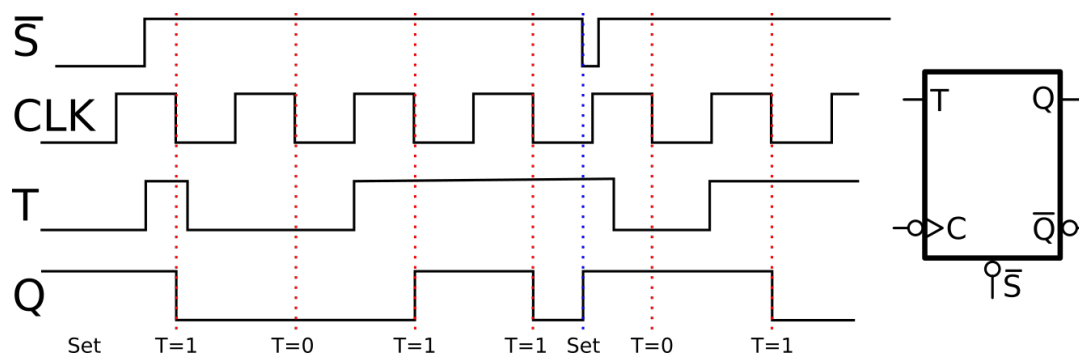 S̅
CLK
T
Q
Set T=1 T=0 T=1 T=1 Set T=0 T=1
T Q
C Q̅
S̅